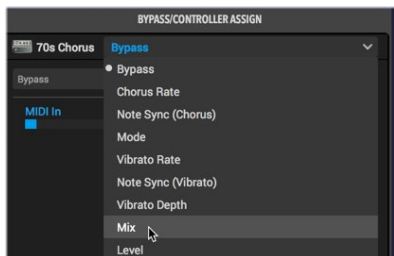 BYPASS/CONTROLLER ASSIGN
70s Chorus Bypass
Bypass
Bypass
MIDI In
Chorus Rate
Note Sync (Chorus)
Mode
Vibrato Rate
Note Sync (Vibrato)
Vibrato Depth
Mix
Level